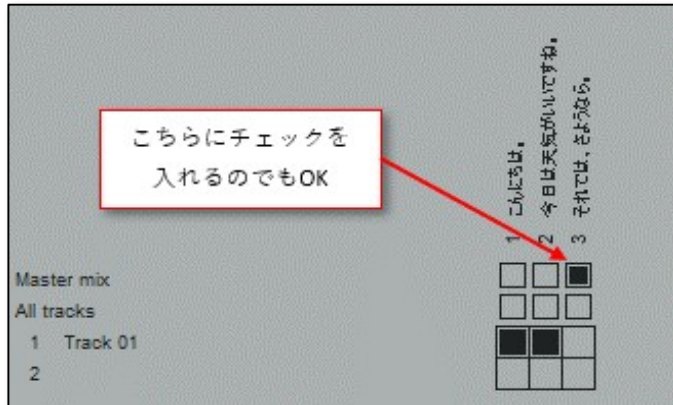 こちらにチェックを
入れるのでもOK
1 こんにちは。
2 今日は天気がいいですね。
3 それでは、さようなら。
Master mix
All tracks
1 Track 01
2